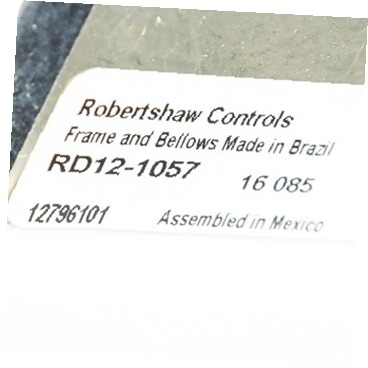 Robertshaw Controls
Frame and Bellows Made in Brazil
RD12-1057
16 085
12796101 Assembled in Mexico